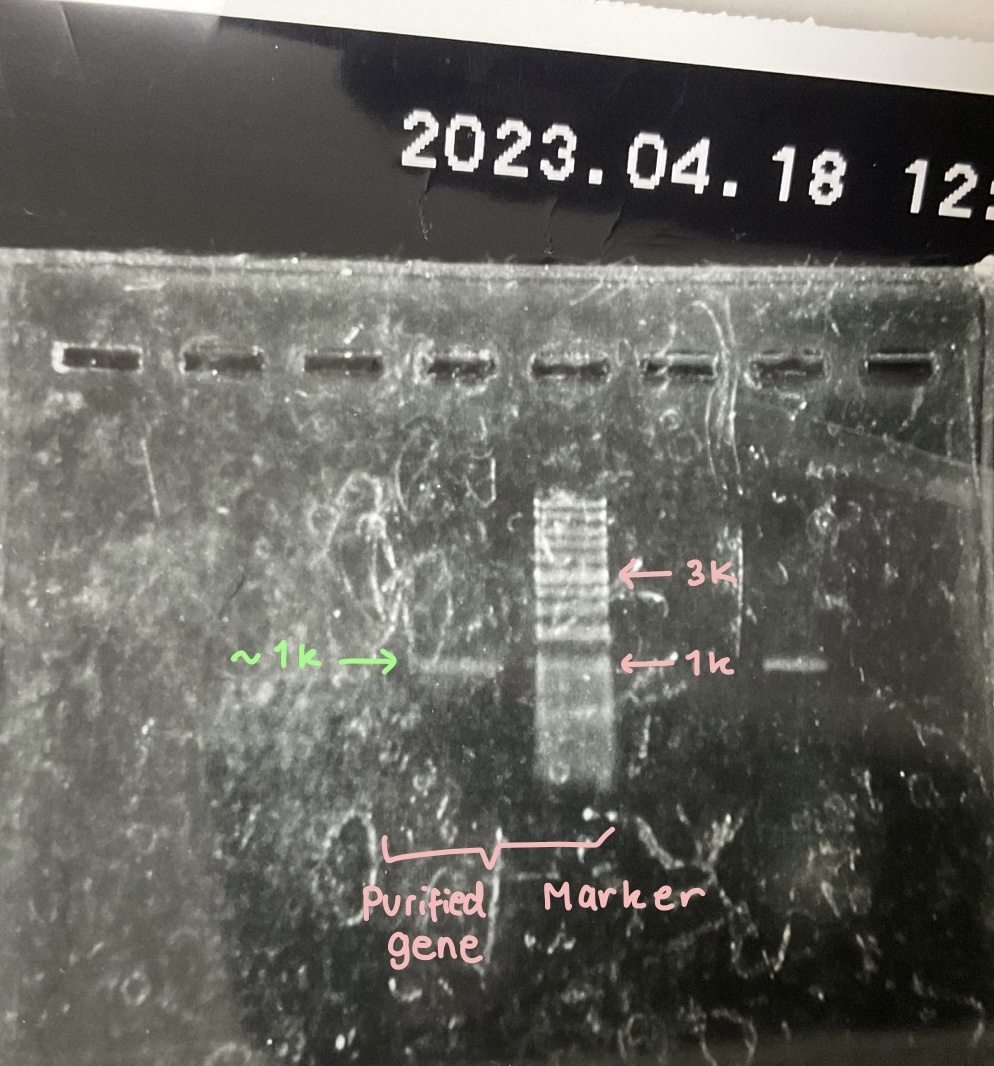 2023.04.18 12:
← 3K
~1k →
← 1k
Purified gene
Marker